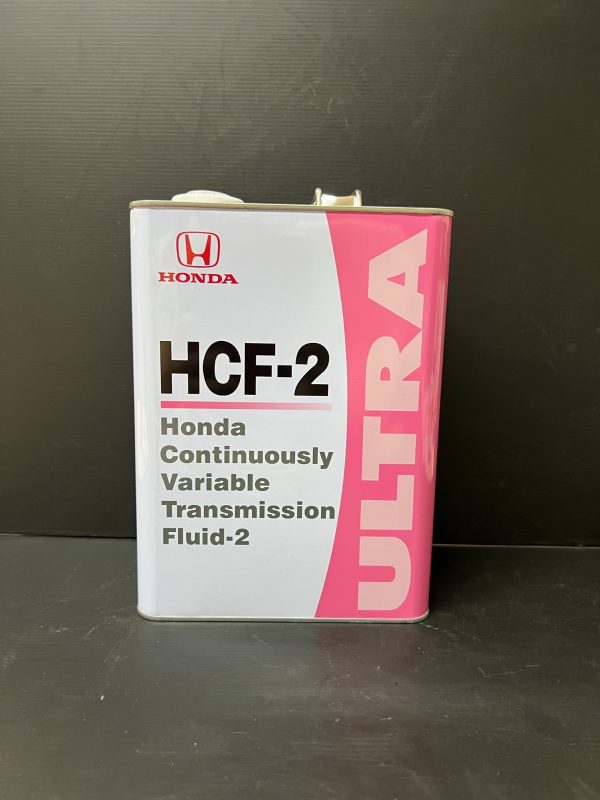 HONDA
HCF-2
Honda
Continuously
Variable
Transmission
Fluid-2
ULTRA